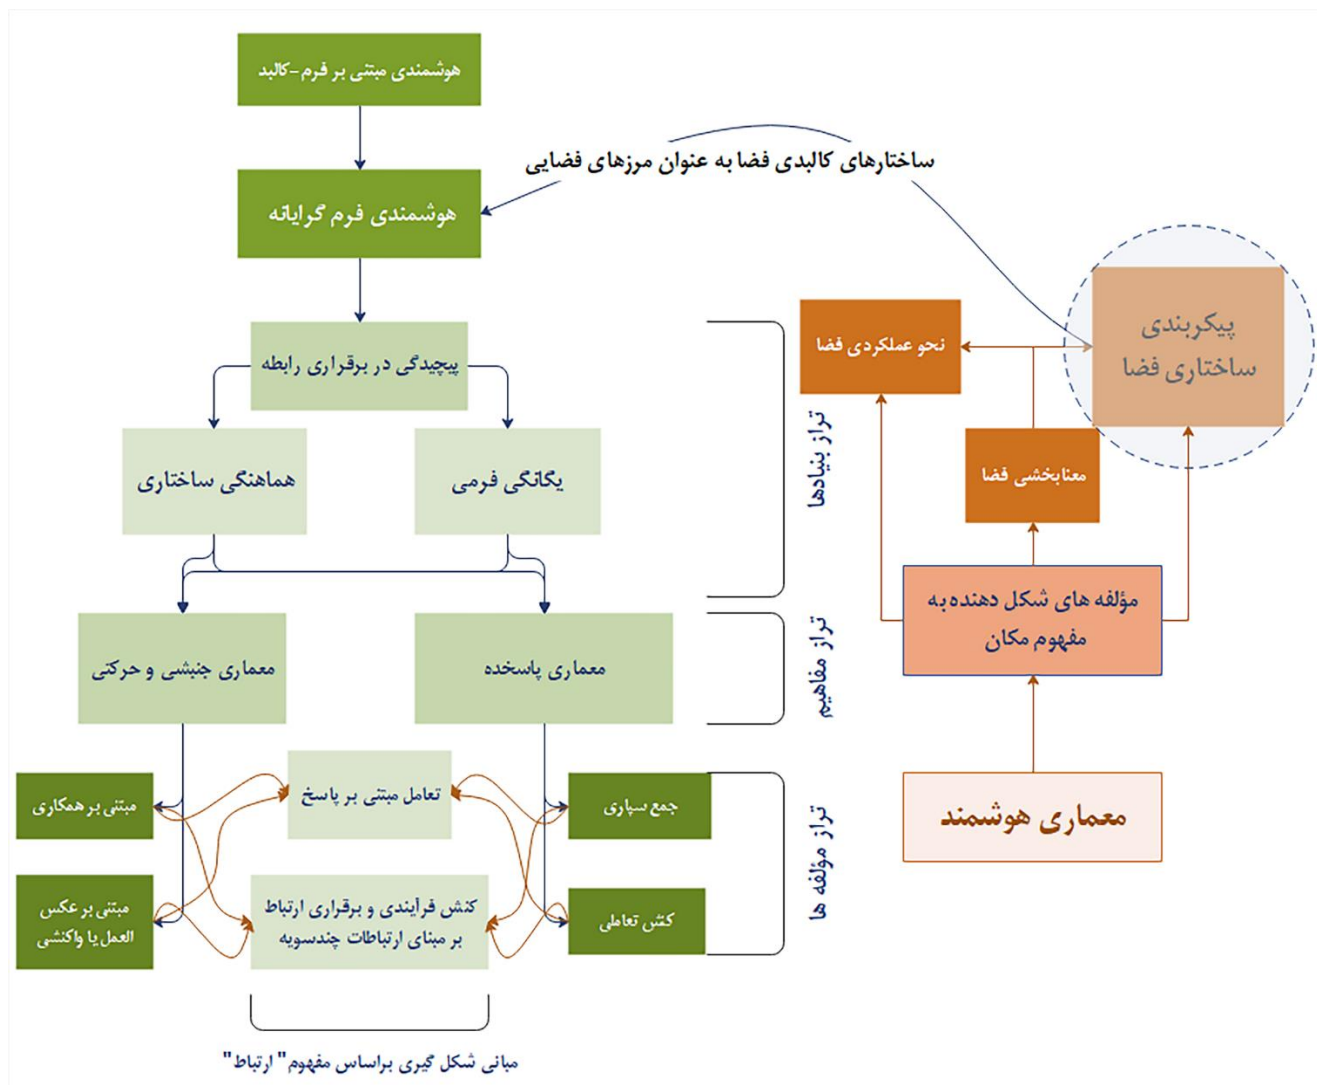 هوشمندی مبتنی بر فرم-کالبد
ساختارهای کالبدی فضا به عنوان مرزهای فضایی
هوشمندی فرم گرایانه
پیکربندی
ساختاری فضا
نحو عملکردی فضا
پیچیدگی در برقراری رابطه
تراز بنیادها
معنابخشی فضا
یگانگی فرمی
هماهنگی ساختاری
مؤلفه های شکل دهنده به
مفهوم مکان
تراز مفاهیم
معماری پاسخده
معماری جنبشی و حرکتی
معماری هوشمند
تراز مؤلفه ها
جمع سپاری
تعامل مبتنی بر پاسخ
مبتنی بر همکاری
کنش تعاملی
کنش فرآیندی و برقراری ارتباط
بر مبنای ارتباطات چندسویه
مبتنی بر عکس
العمل یا واکنشی
مبانی شکل گیری براساس مفهوم" ارتباط"